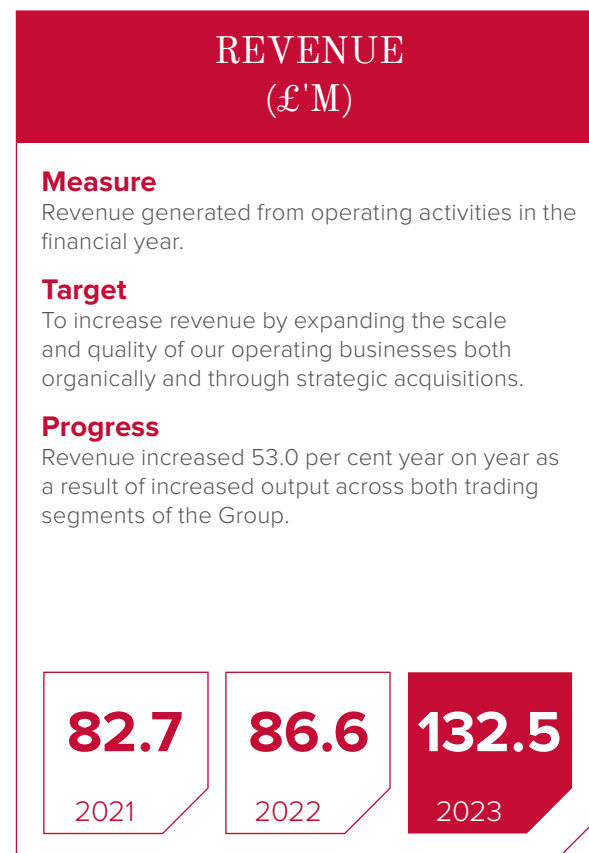 REVENUE
(£'M)
Measure
Revenue generated from operating activities in the
financial year.
Target
To increase revenue by expanding the scale
and quality of our operating businesses both
organically and through strategic acquisitions.
Progress
Revenue increased 53.0 per cent year on year as
a result of increased output across both trading
segments of the Group.
82.7 86.6 132.5
2021 2022 2023